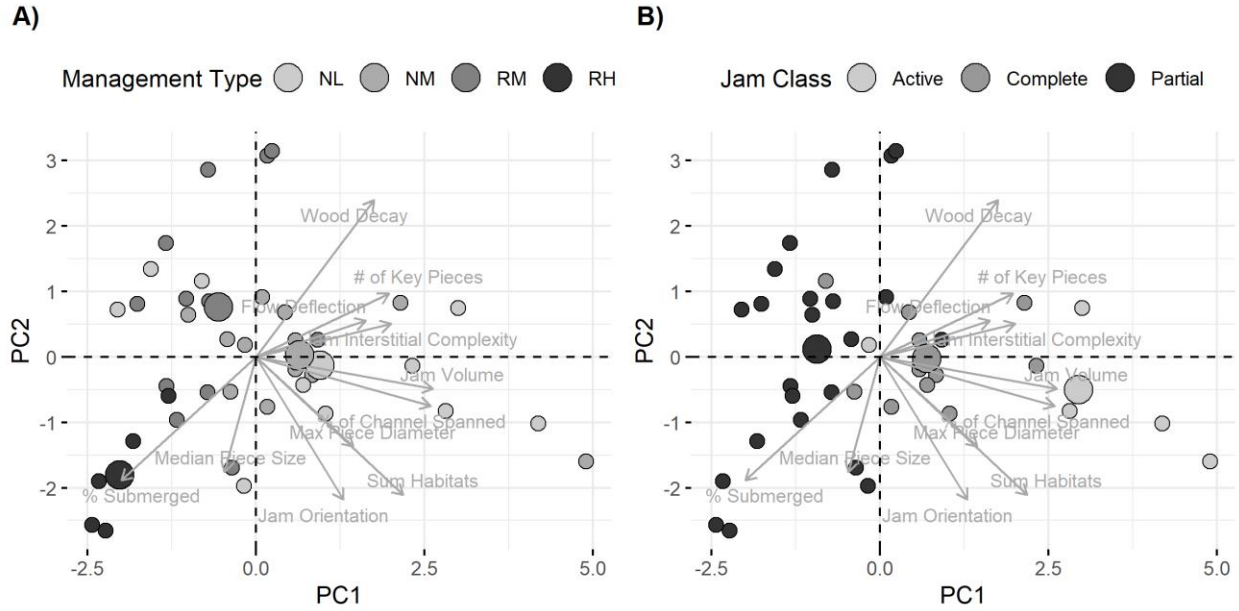 A)
Management Type NL NM RM RH
3
2
1
0
-1
-2
PC2
Wood Decay
# of Key Pieces
Flow Deflection
Interstitial Complexity
Jam Volume
of Channel Spanned
Max Piece Diameter
Median Piece Size
Sum Habitats
% Submerged
Jam Orientation
-2.5 0.0 2.5 5.0
PC1
B)
Jam Class Active Complete Partial
3
2
1
0
-1
-2
PC2
Wood Decay
# of Key Pieces
Flow Deflection
Interstitial Complexity
Jam Volume
of Channel Spanned
Max Piece Diameter
Median Piece Size
Sum Habitats
% Submerged
Jam Orientation
-2.5 0.0 2.5 5.0
PC1